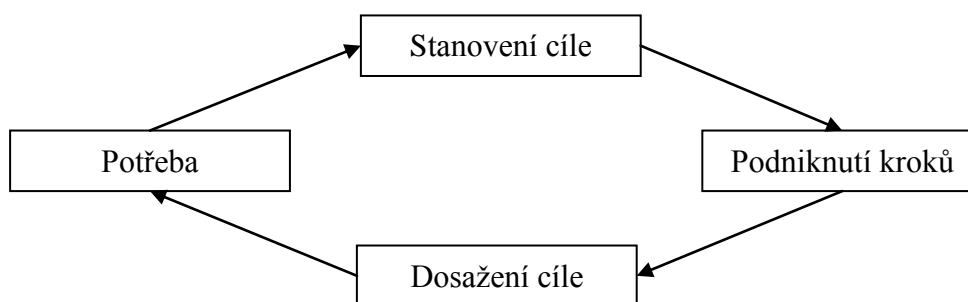 Stanovení cíle
Potřeba
Podniknutí kroků
Dosažení cíle